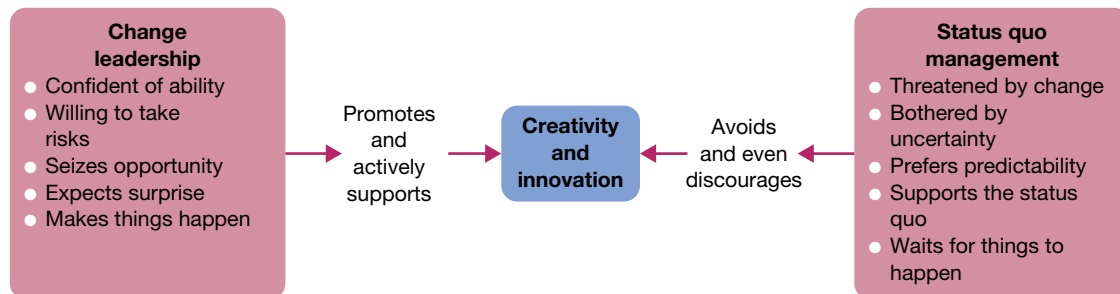 Change
leadership
Confident of ability
Willing to take
risks
Seizes opportunity
Expects surprise
Makes things happen
Promotes
and
actively
supports
Creativity
and
innovation
Avoids
and even
discourages
Status quo
management
Threatened by change
Bothered by
uncertainty
Prefers predictability
Supports the status
quo
Waits for things to
happen